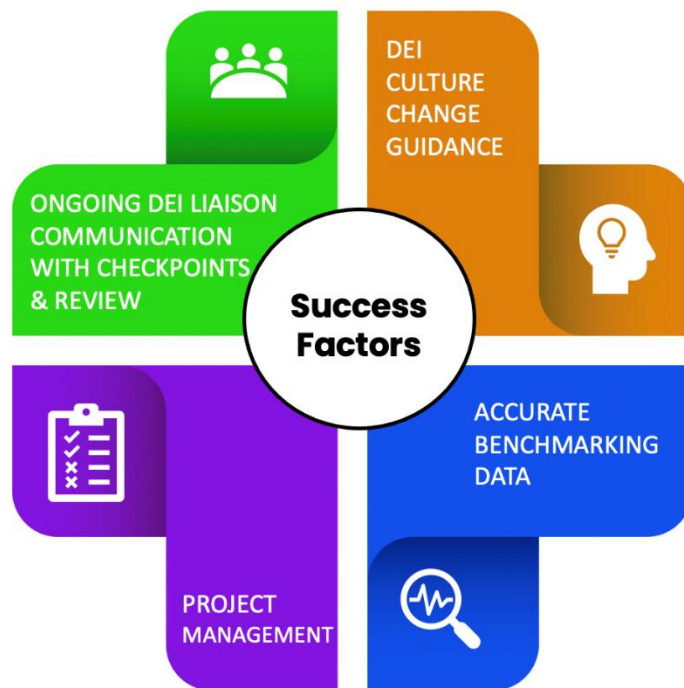 DEI
CULTURE
CHANGE
GUIDANCE
ONGOING DEI LIAISON
COMMUNICATION
WITH CHECKPOINTS
& REVIEW
Success
Factors
ACCURATE
BENCHMARKING
DATA
PROJECT
MANAGEMENT